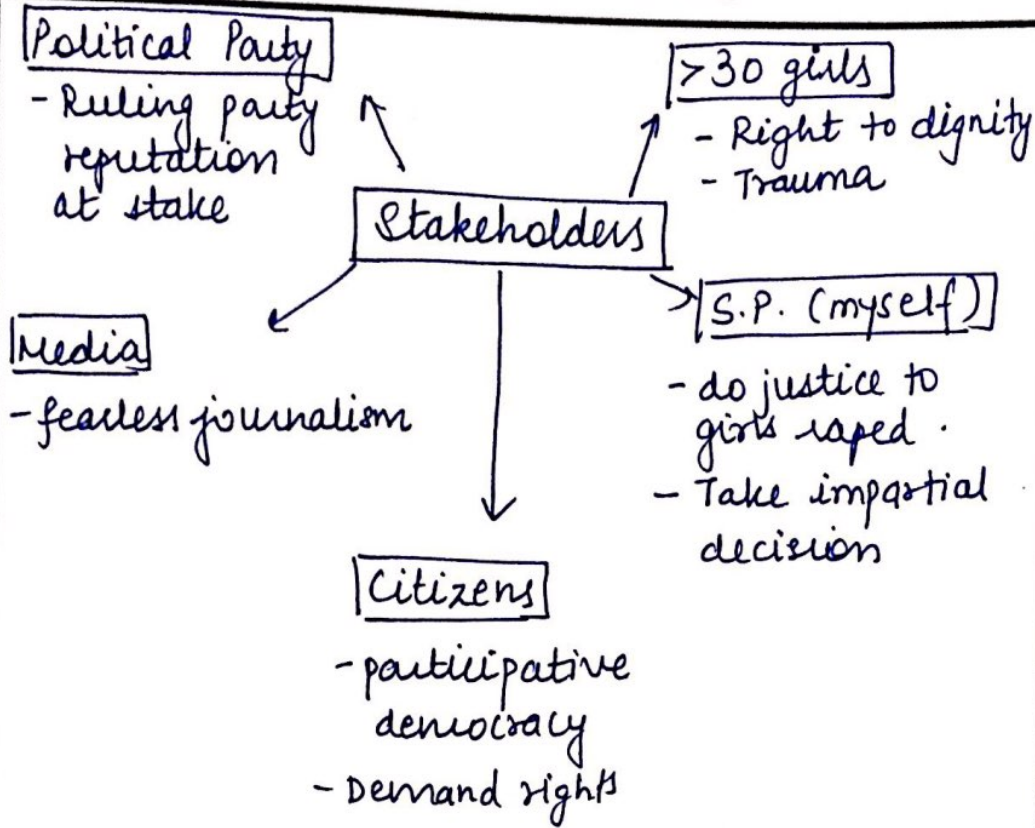 Political Party
- Ruling party
reputation
at stake
>30 girls
- Right to dignity
- Trauma
Stakeholders
Media
- fearless journalism
S.P. (myself)
- do justice to
girls raped.
- Take impartial
decision
Citizens
- participative
democracy
- Demand rights